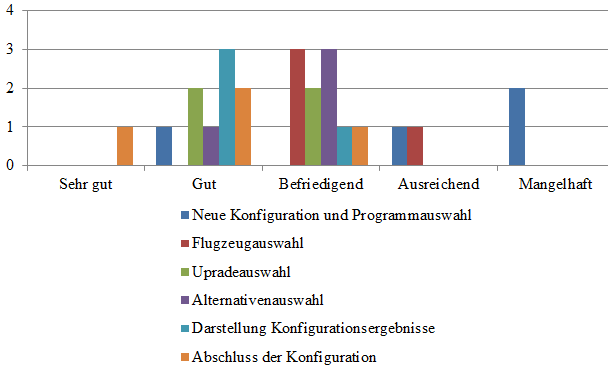 4
3
2
1
0
Sehr gut Gut Befriedigend Ausreichend Mangelhaft
Neue Konfiguration und Programmauswahl
Flugzeugauswahl
Upradeauswahl
Alternativenauswahl
Darstellung Konfigurationsergebnisse
Abschluss der Konfiguration